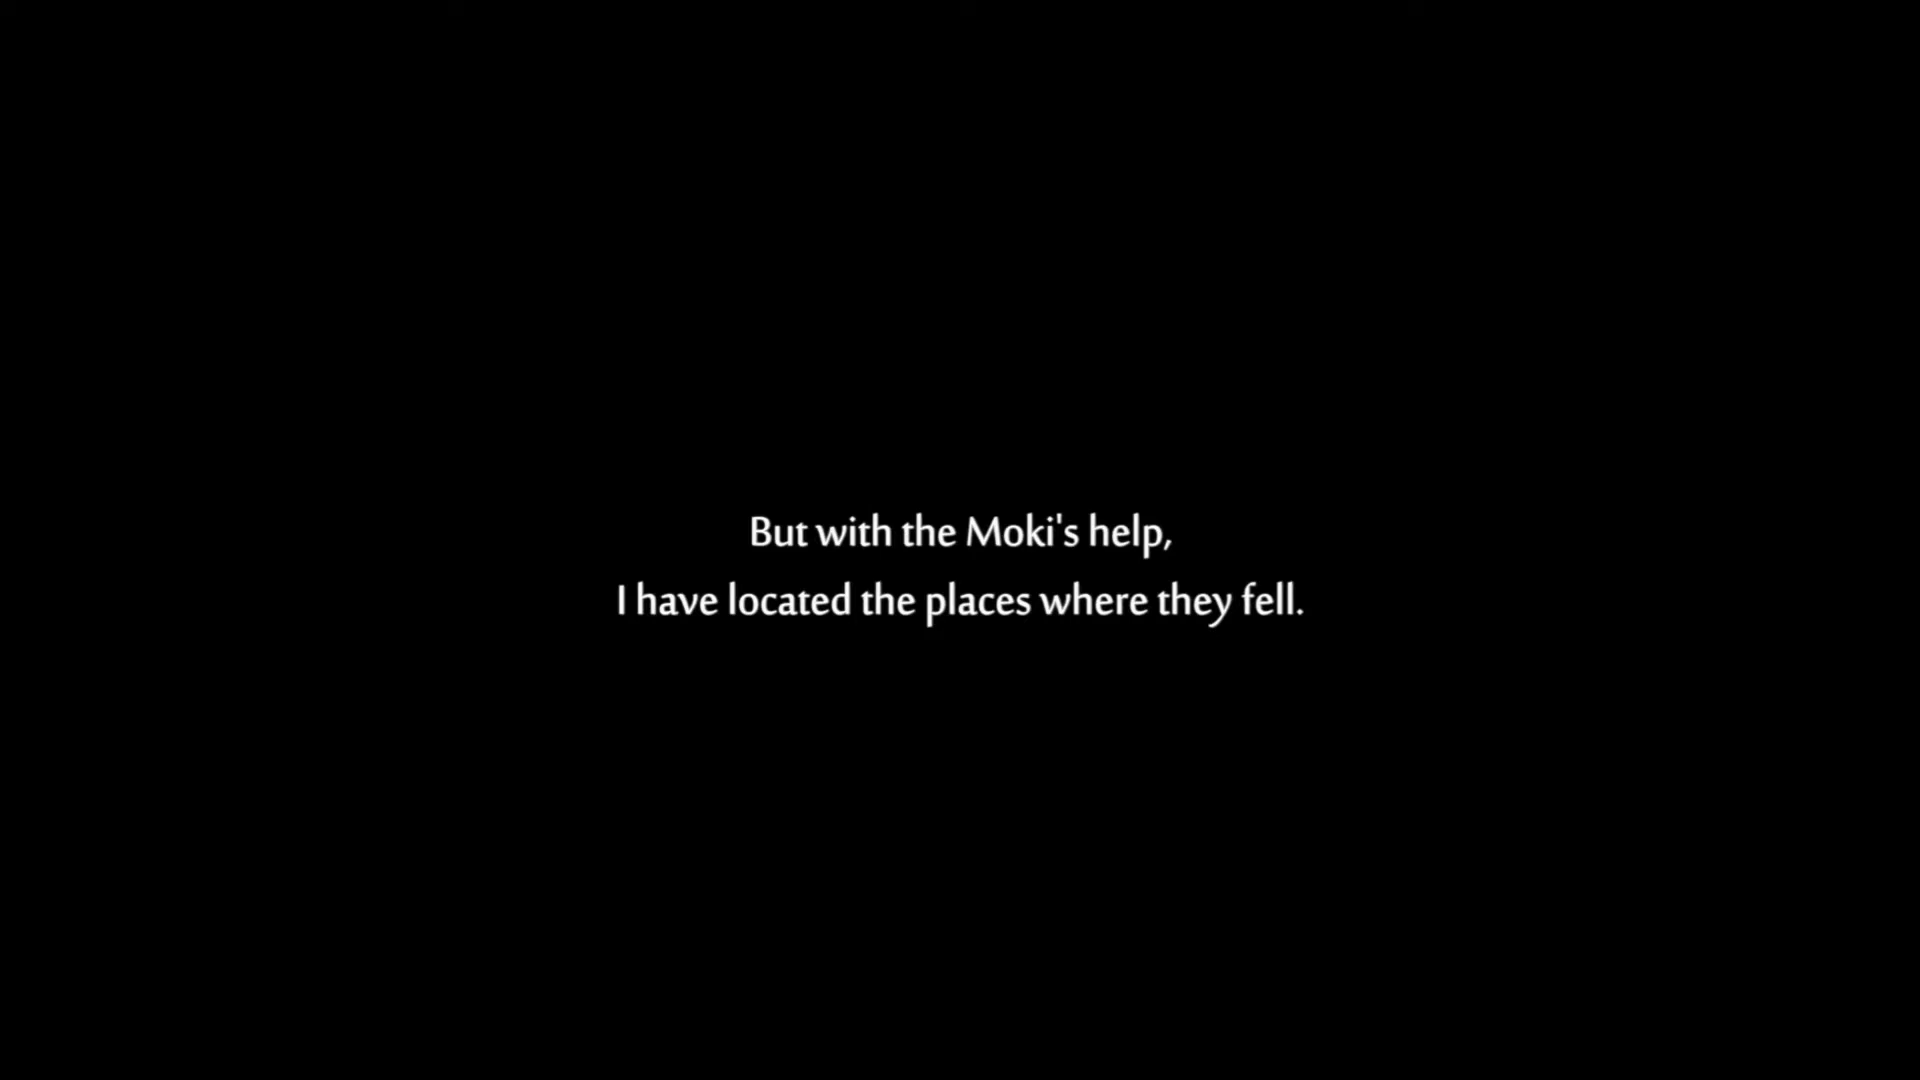 But with the Moki's help,
I have located the places where they fell.